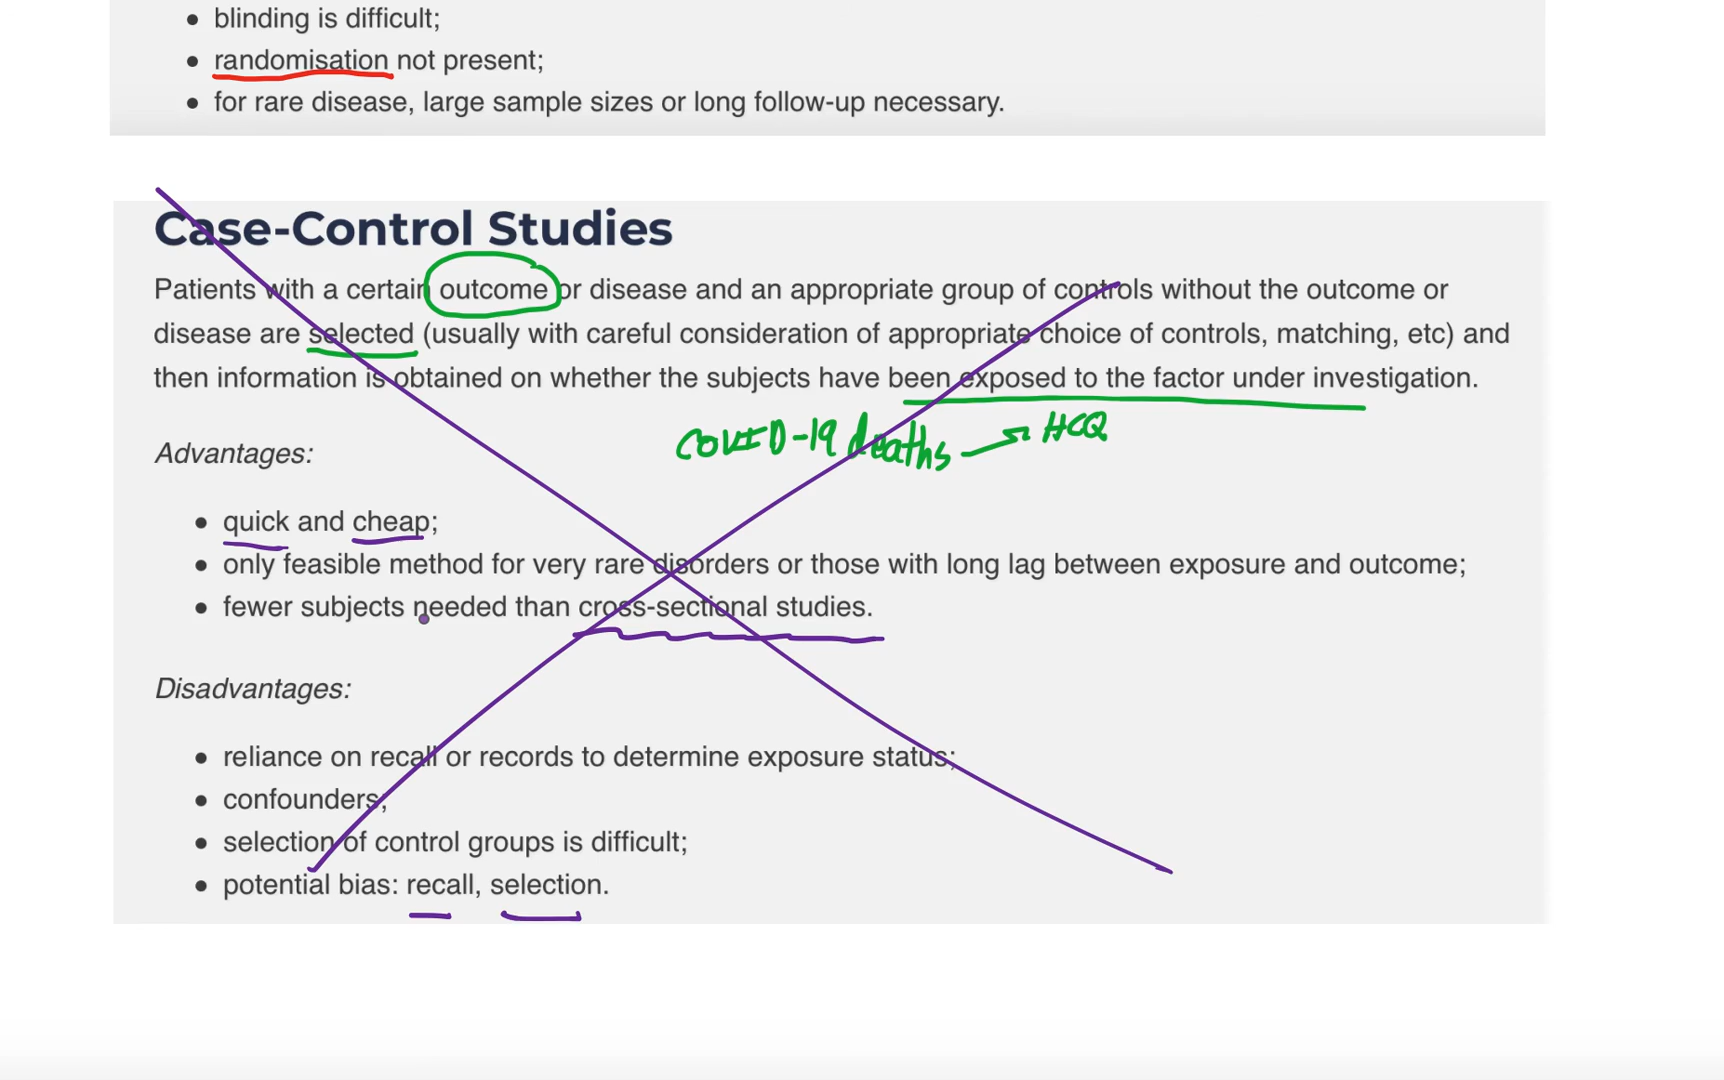 • blinding is difficult;
• randomisation not present;
• for rare disease, large sample sizes or long follow-up necessary.
Case-Control Studies
Patients with a certain outcome or disease and an appropriate group of controls without the outcome or
disease are selected (usually with careful consideration of appropriate choice of controls, matching, etc) and
then information is obtained on whether the subjects have been exposed to the factor under investigation.
COVID-19 deaths → HCQ
Advantages:
• quick and cheap;
• only feasible method for very rare disorders or those with long lag between exposure and outcome;
• fewer subjects needed than cross-sectional studies.
Disadvantages:
• reliance on recall or records to determine exposure status;
• confounders;
• selection of control groups is difficult;
• potential bias: recall, selection.